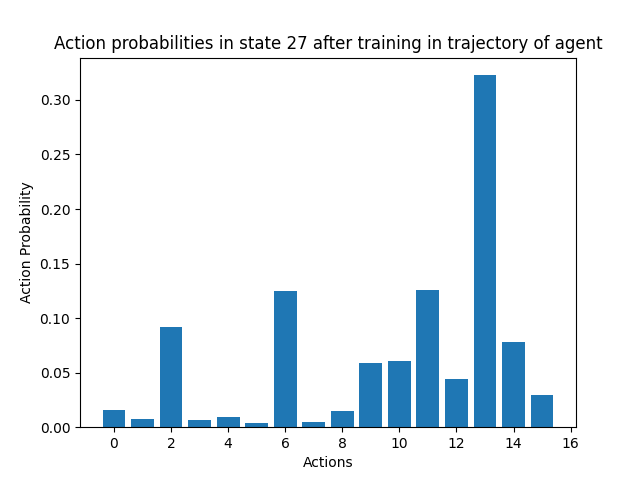 Action probabilities in state 27 after training in trajectory of agent
Action Probability
0.30
0.25
0.20
0.15
0.10
0.05
0.00
0 2 4 6 8 10 12 14 16
Actions